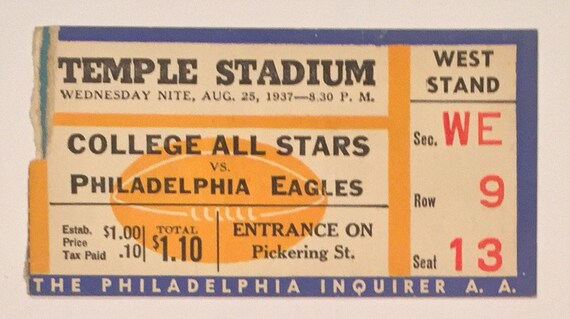 TEMPLE STADIUM
WEDNESDAY NITE, AUG. 25, 1937—8.30 P. M.
COLLEGE ALL STARS
VS.
PHILADELPHIA EAGLES
Estab. Price $1.00
Tax Paid .10
TOTAL
$1.10
ENTRANCE ON
Pickering St.
WEST
STAND
Sec. WE
Row 9
Seat 13
THE PHILADELPHIA INQUIRER A. A.